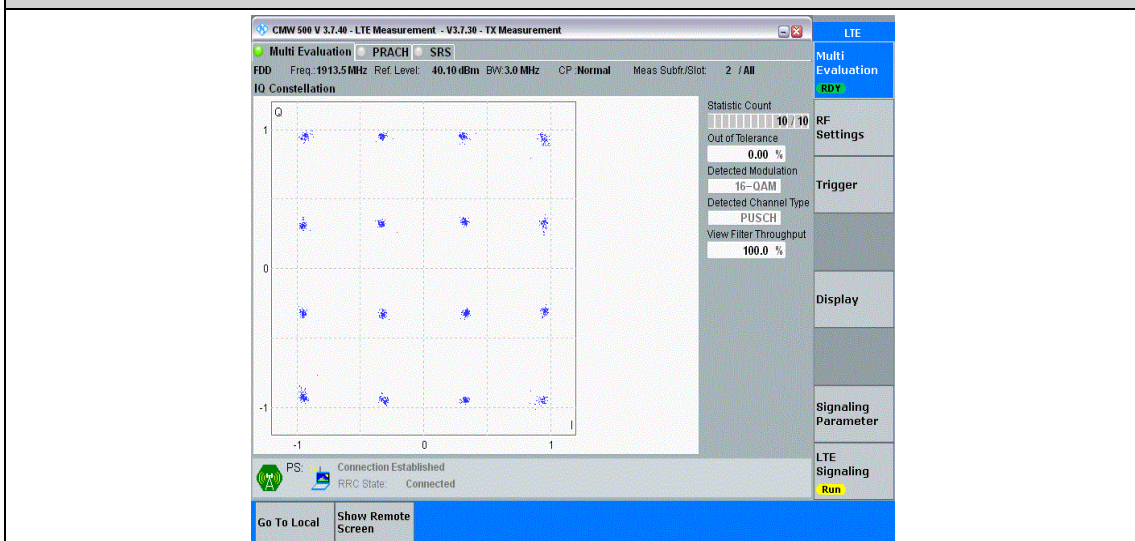 CMW 500 V 3.7.40 - LTE Measurement - V3.7.30 - TX Measurement
LTE
Multi Evaluation PRACH SRS
FDD Freq.: 1913.5 MHz Ref. Level: 40.10 dBm BW: 3.0 MHz CP : Normal Meas Subfr./Slot: 2 / All
IQ Constellation
Q
1
0
-1
I
-1 0 1
Statistic Count
10 / 10
Out of Tolerance
0.00 %
Detected Modulation
16-QAM
Detected Channel Type
PUSCH
View Filter Throughput
100.0 %
Multi
Evaluation
RDY
RF
Settings
Trigger
Display
Signaling
Parameter
LTE
Signaling
Run
PS: Connection Established
RRC State: Connected
Go To Local
Show Remote
Screen